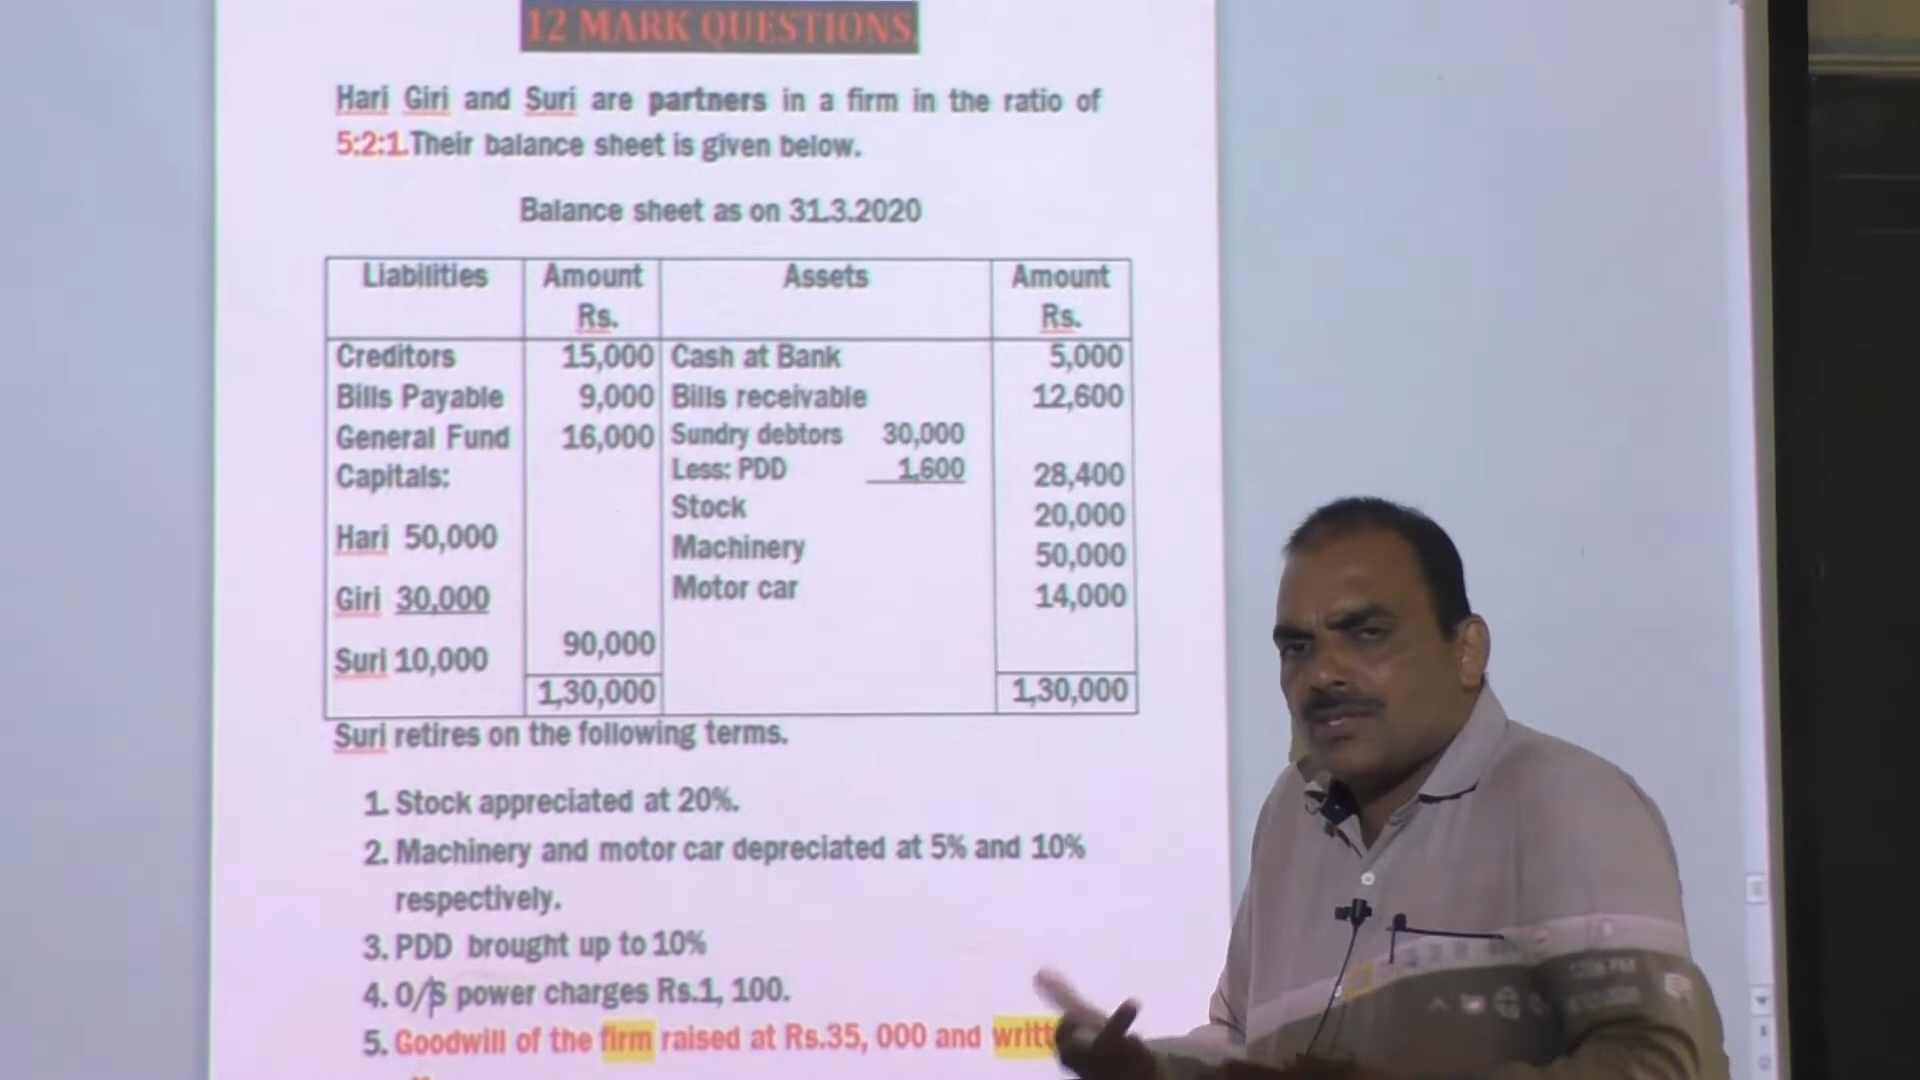 12 MARK QUESTIONS.
Hari Giri and Suri are partners in a firm in the ratio of
5:2:1.Their balance sheet is given below.
Balance sheet as on 31.3.2020
Liabilities Amount Rs. Assets Amount Rs.
Creditors 15,000 Cash at Bank 5,000
Bills Payable 9,000 Bills receivable 12,600
General Fund 16,000 Sundry debtors 30,000
Capitals: Less: PDD 1,600 28,400
Stock 20,000
Hari 50,000 Machinery 50,000
Giri 30,000 Motor car 14,000
90,000
Suri 10,000
1,30,000 1,30,000
Suri retires on the following terms.
1. Stock appreciated at 20%.
2. Machinery and motor car depreciated at 5% and 10%
respectively.
3. PDD brought up to 10%
4. O/S power charges Rs.1, 100.
5. Goodwill of the firm raised at Rs.35, 000 and